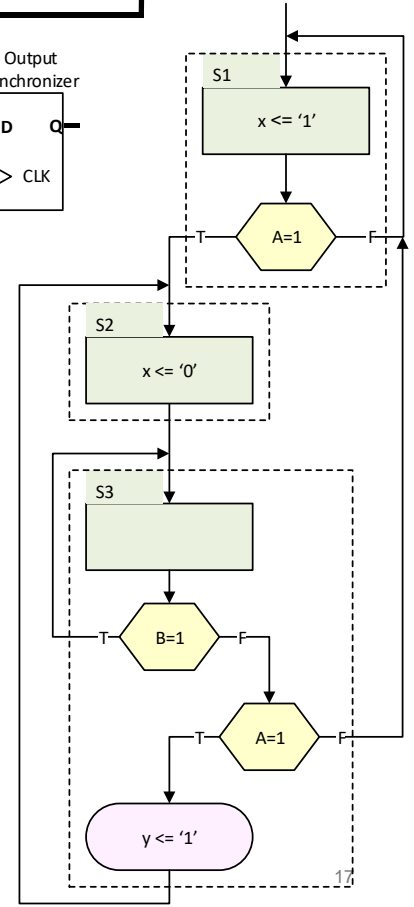 Output
nchronizer
D Q
CLK
S1
x <= ‘1’
T A=1 F
S2
x <= ‘0’
S3
T B=1 F
T A=1 F
y <= ‘1’
17